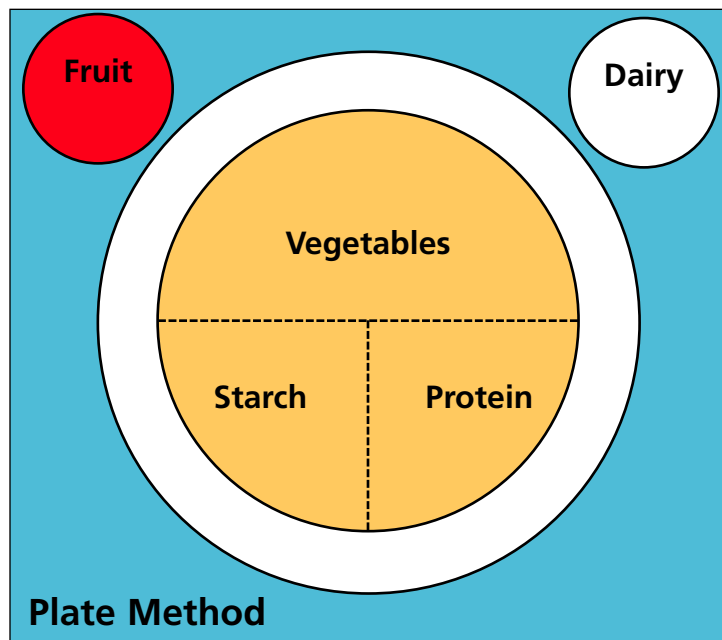 Fruit
Dairy
Vegetables
Starch
Protein
Plate Method